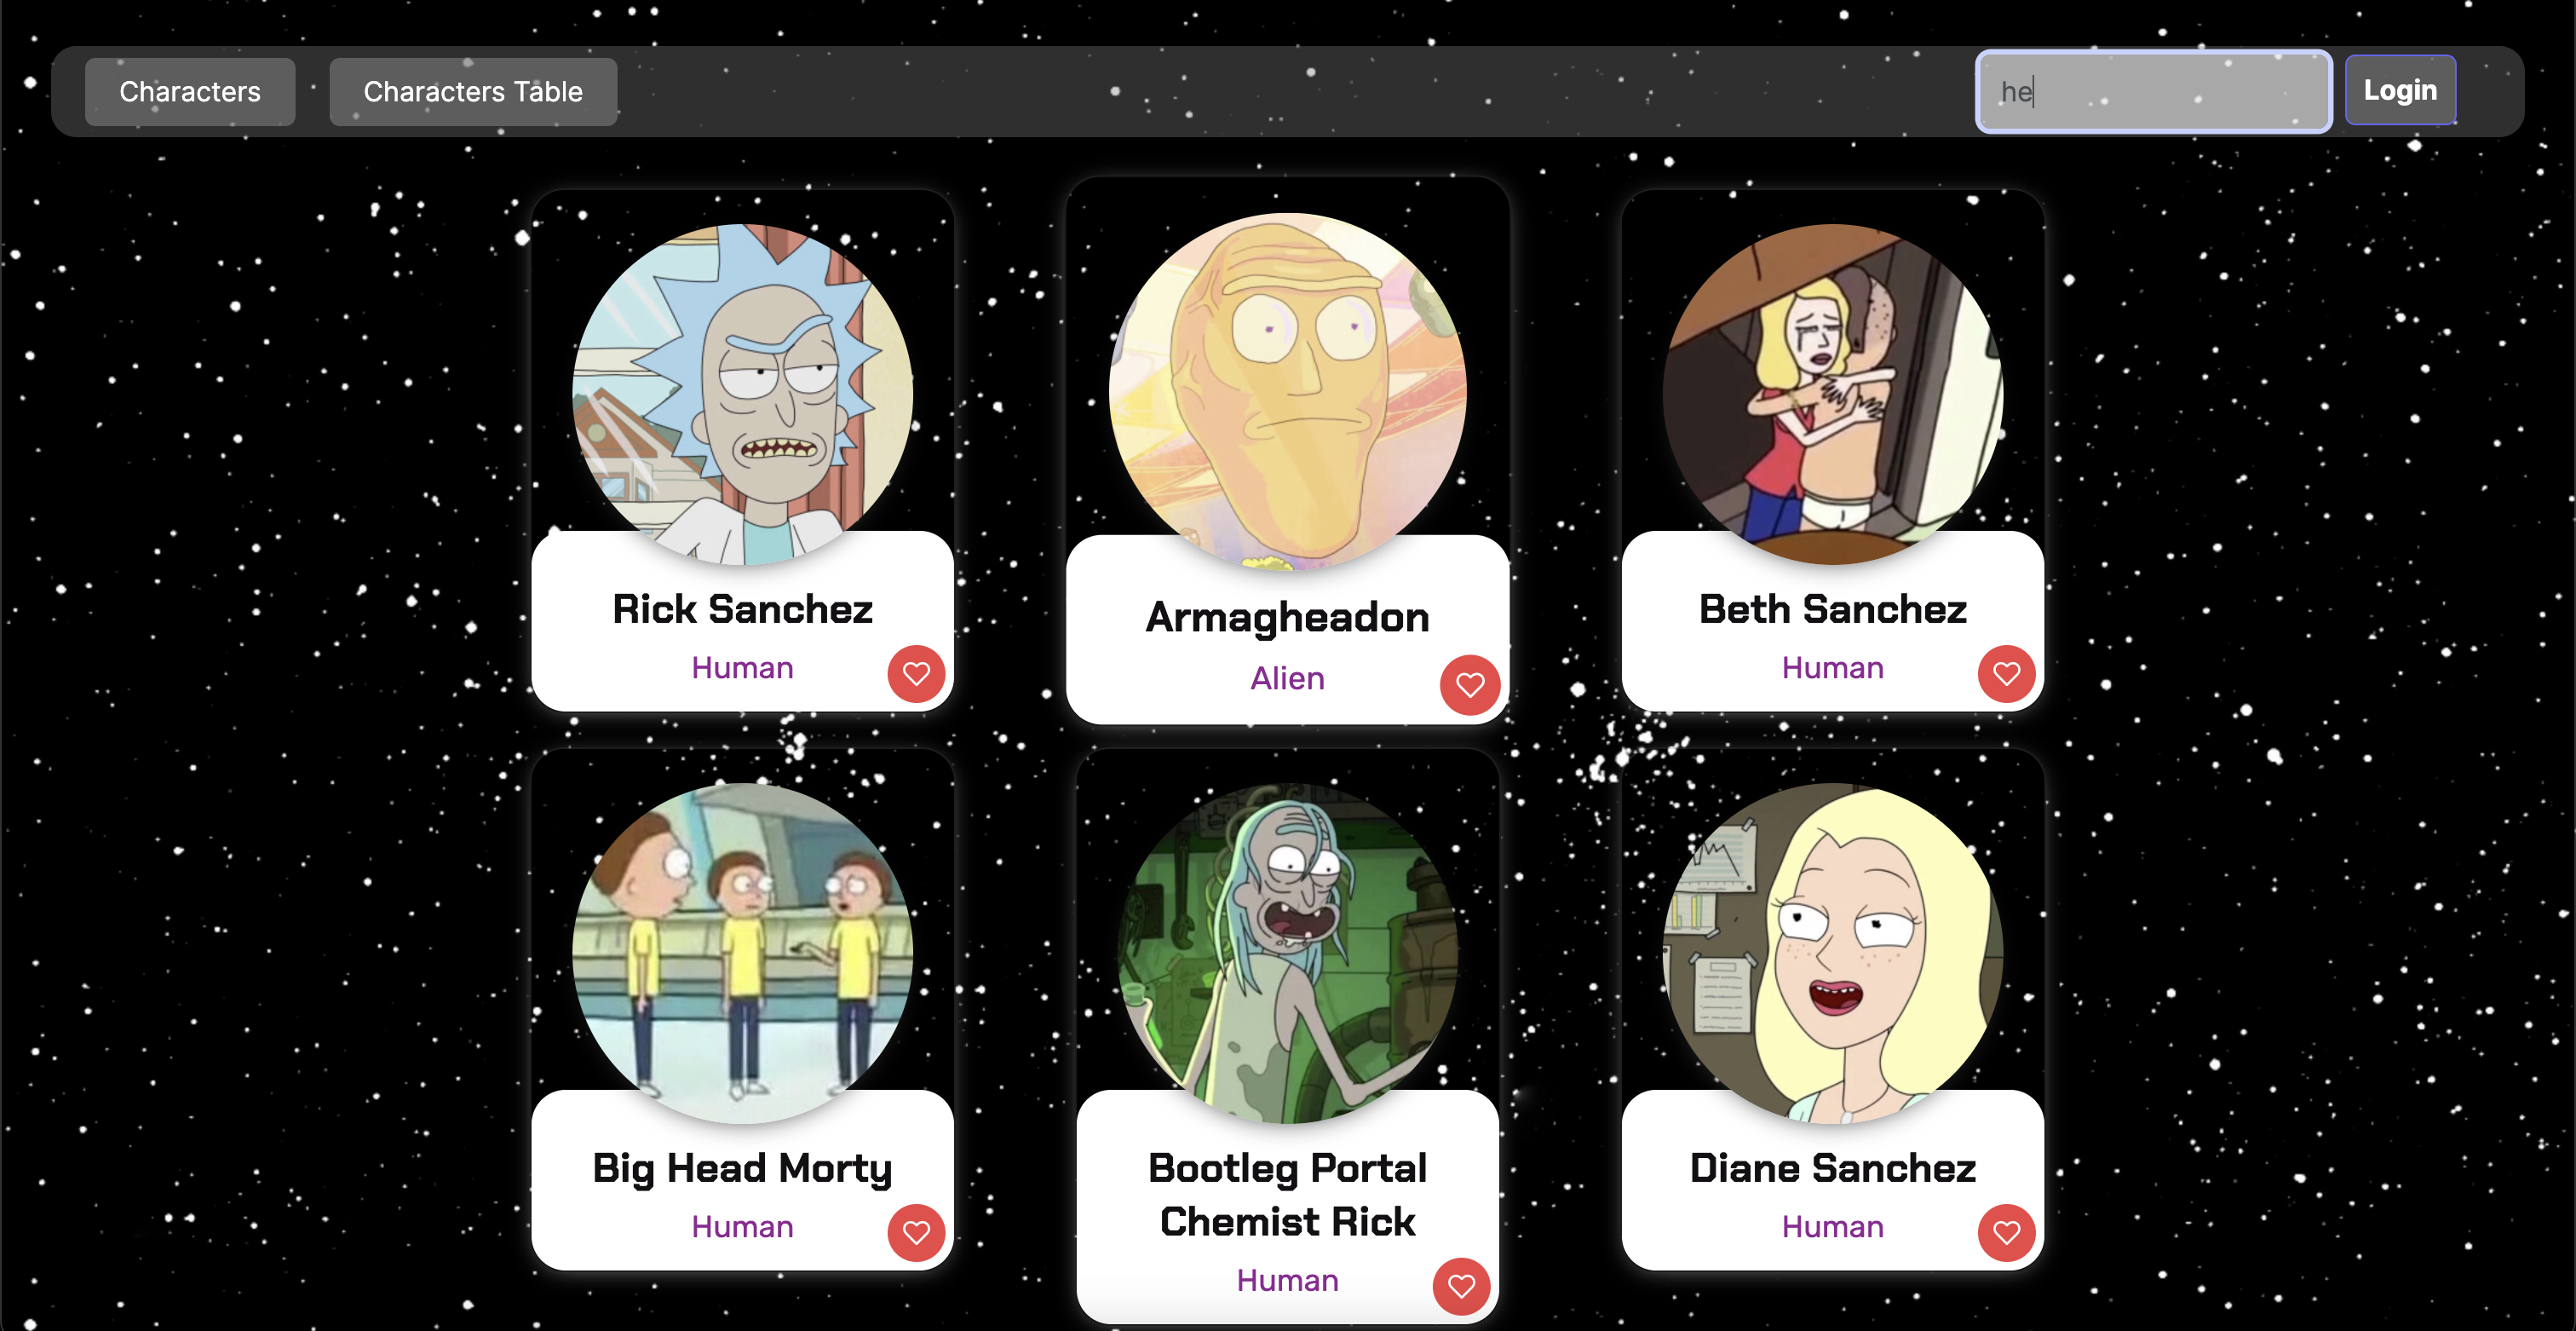 Characters
Characters Table
he
Login
Rick Sanchez
Human
Armagheadon
Alien
Beth Sanchez
Human
Big Head Morty
Human
Bootleg Portal
Chemist Rick
Human
Diane Sanchez
Human